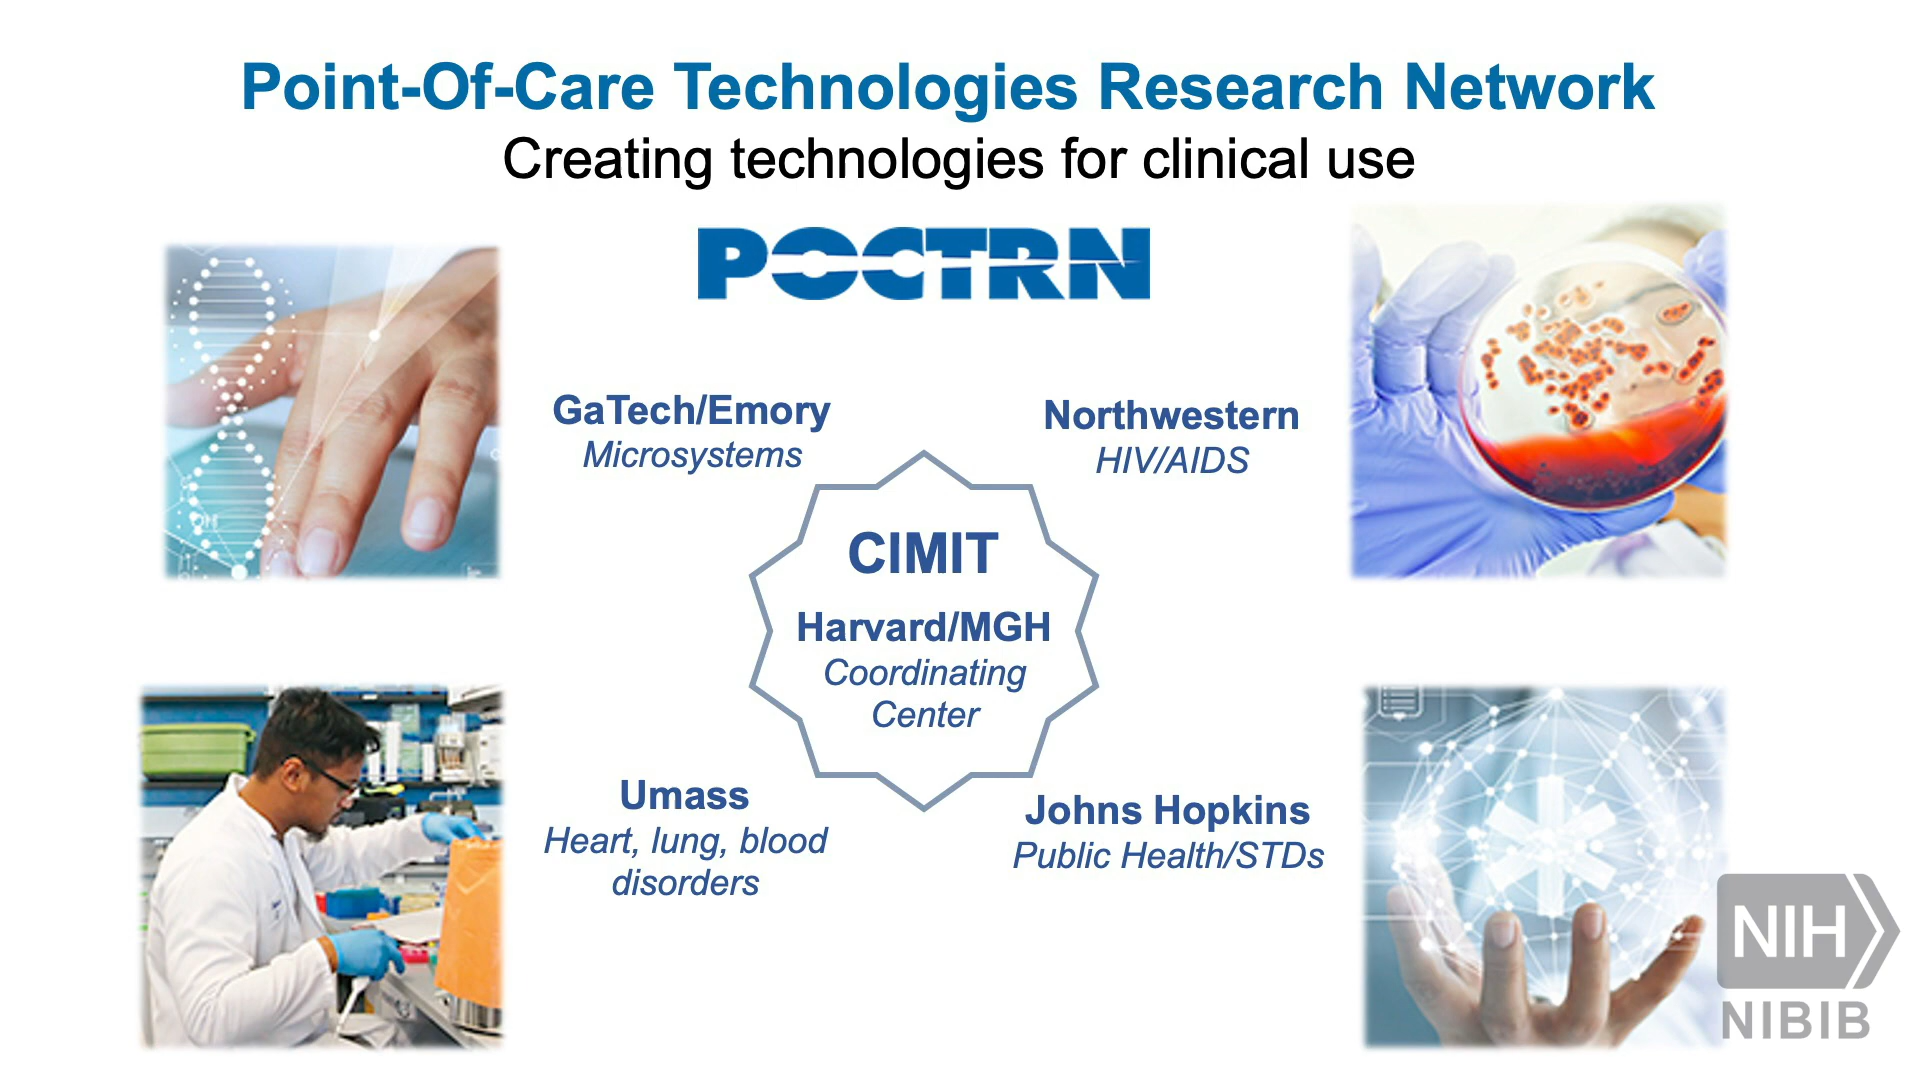 Point-Of-Care Technologies Research Network
Creating technologies for clinical use
POCTRN
GaTech/Emory
Microsystems
Northwestern
HIV/AIDS
CIMIT
Harvard/MGH
Coordinating
Center
Umass
Heart, lung, blood
disorders
Johns Hopkins
Public Health/STDs
OH
NIH
NIBIB